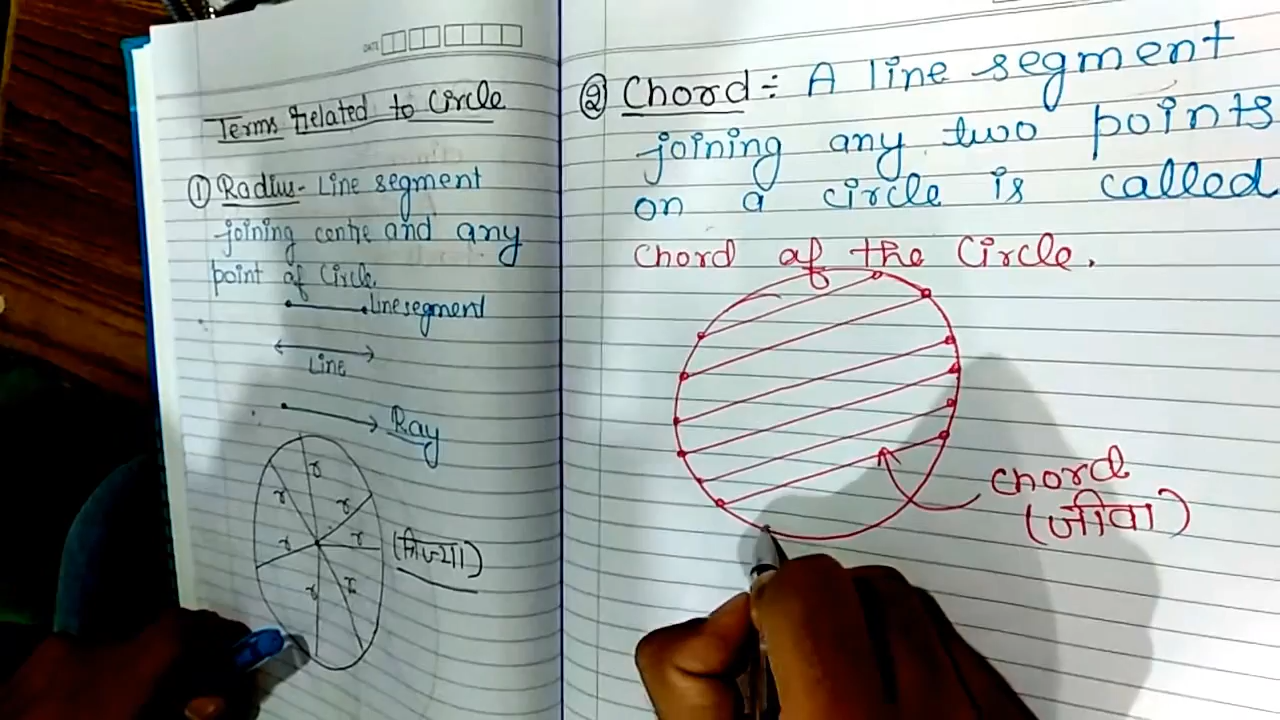 DATE
Terms Related to Circle
① Radius- Line segment
joining centre and any
point of Circle.
Line segment
Line
Ray
r
r
r
r
r
r
r
(त्रिज्या)
② Chord÷ A line segment
joining any two points
on a circle is called
Chord of the Circle.
Chord
(जीवा)